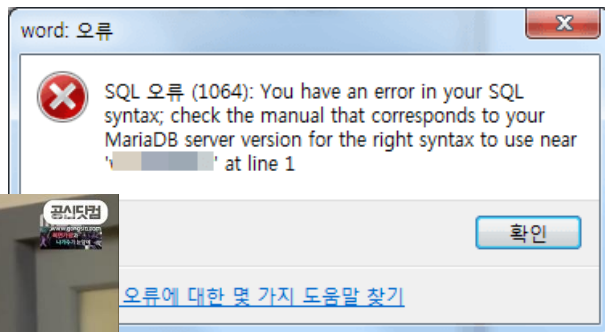 word: 오류
SQL 오류 (1064): You have an error in your SQL
syntax; check the manual that corresponds to your
MariaDB server version for the right syntax to use near
' ' at line 1
확인
공신닷컴
오류에 대한 몇 가지 도움말 찾기